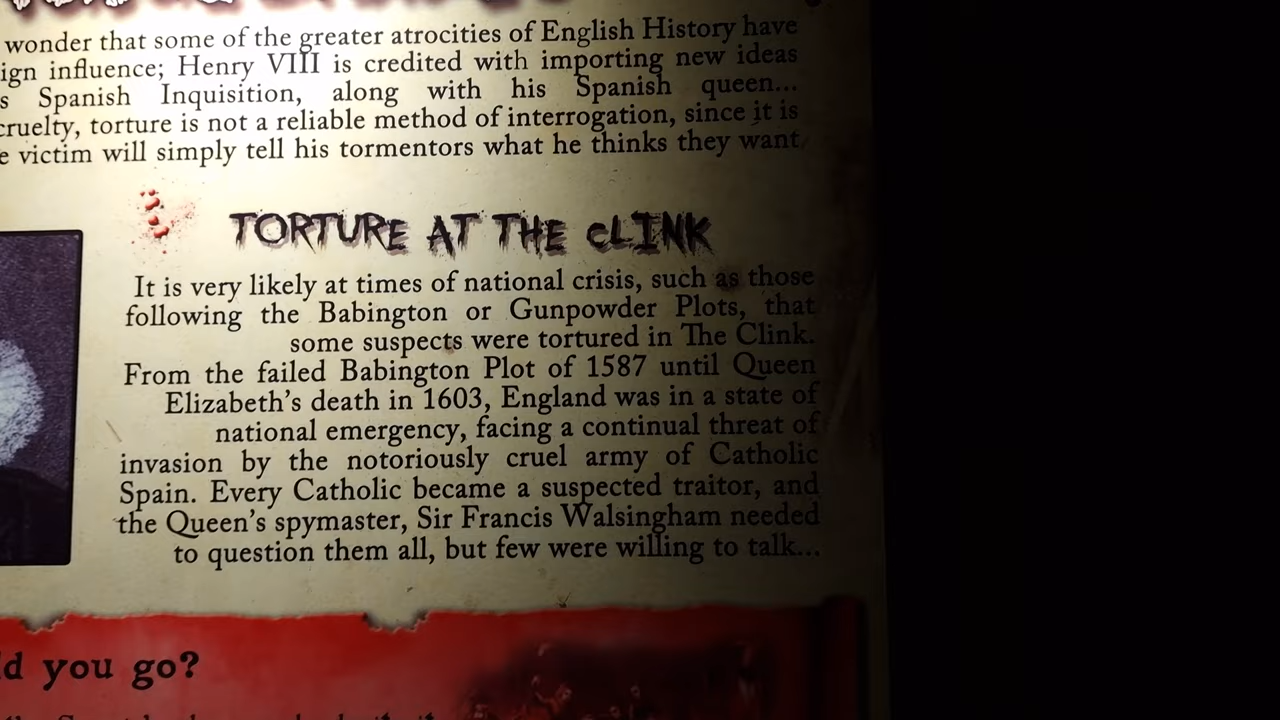 wonder that some of the greater atrocities of English History have
ign influence; Henry VIII is credited with importing new ideas
s Spanish Inquisition, along with his Spanish queen...
cruelty, torture is not a reliable method of interrogation, since it is
e victim will simply tell his tormentors what he thinks they want
TORTURE AT THE CLINK
It is very likely at times of national crisis, such as those
following the Babington or Gunpowder Plots, that
some suspects were tortured in The Clink.
From the failed Babington Plot of 1587 until Queen
Elizabeth's death in 1603, England was in a state of
national emergency, facing a continual threat of
invasion by the notoriously cruel army of Catholic
Spain. Every Catholic became a suspected traitor, and
the Queen's spymaster, Sir Francis Walsingham needed
to question them all, but few were willing to talk...
d you go?